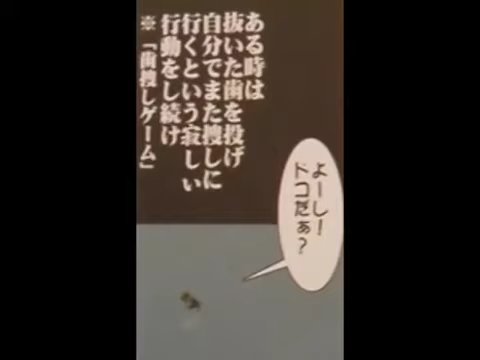 ある時は
抜いた歯を投げ
自分でまた捜しに
行くという寂しい
行動をし続け
※「歯捜しゲーム」
よーし!
ドコだぁ?